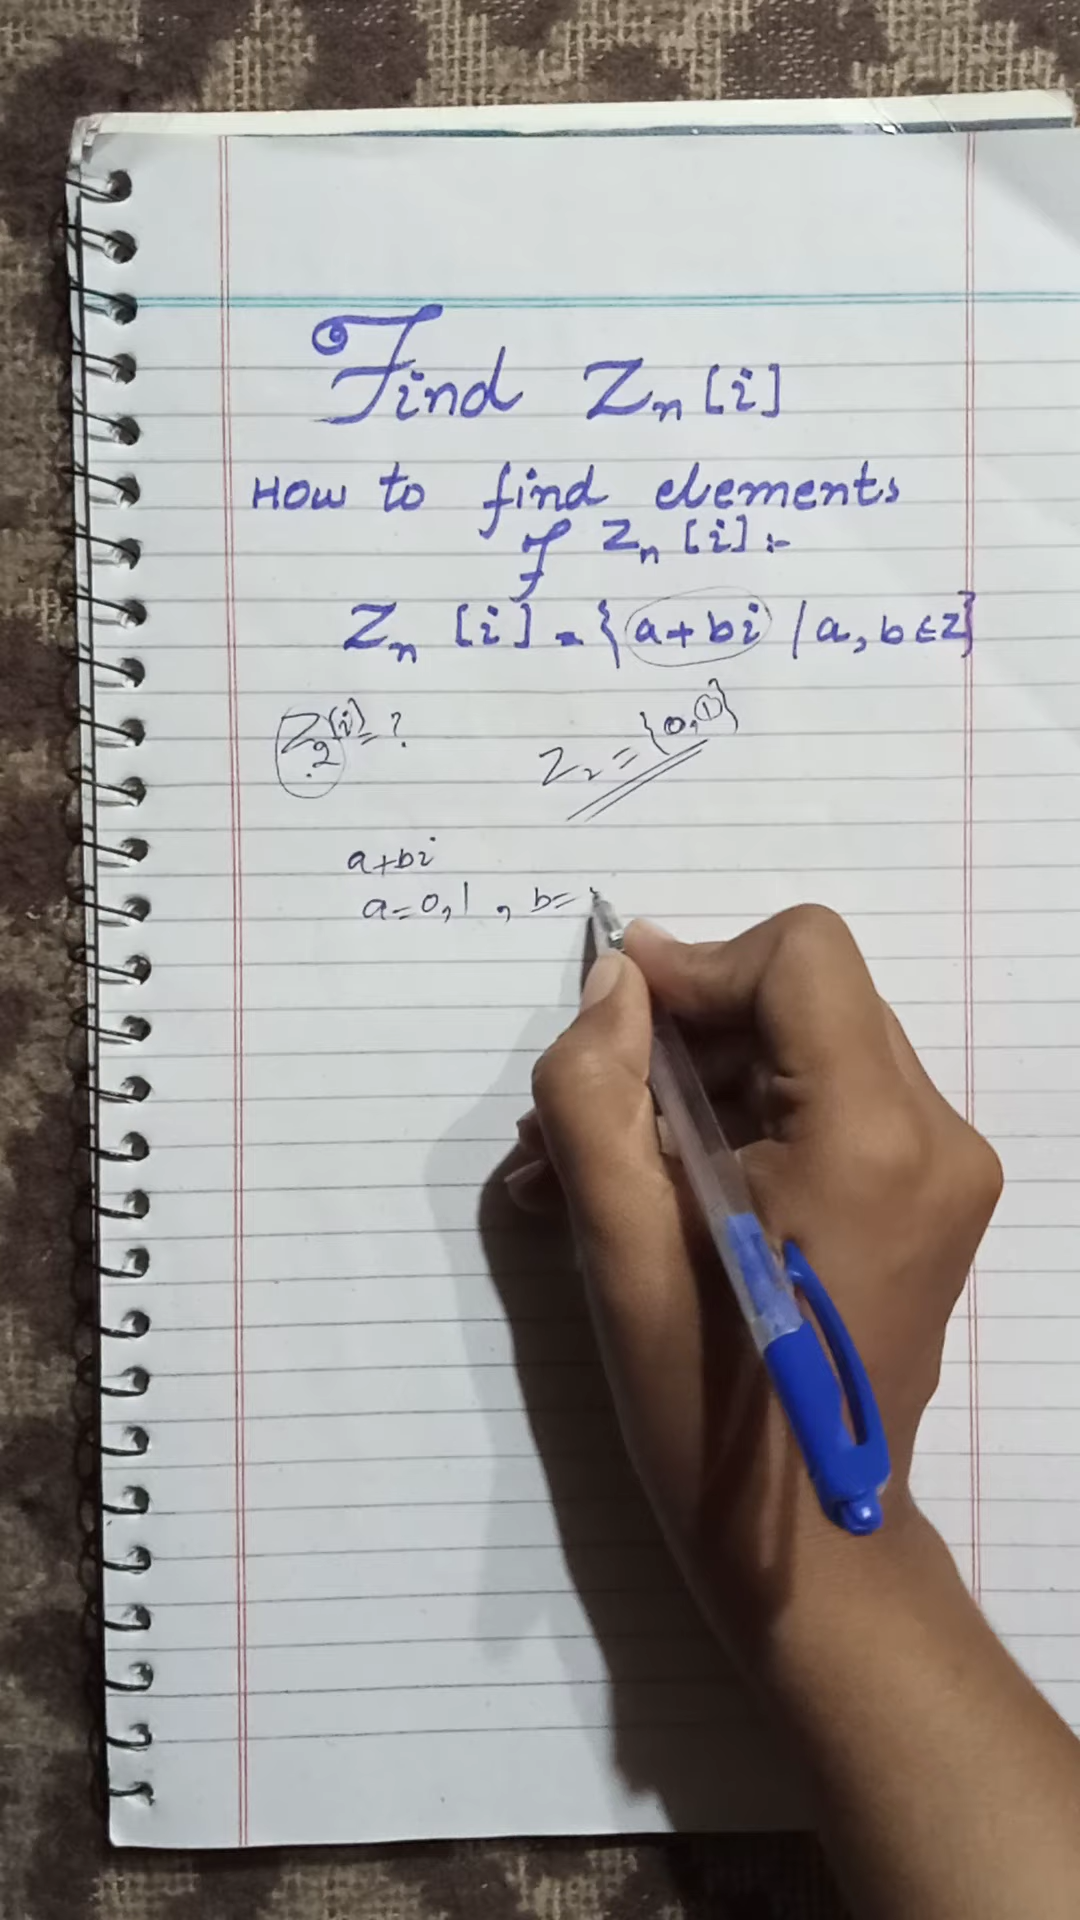 Find Zn [i]
How to find elements
of Zn [i] :-
Zn [i] = {a+bi / a, b ∈ Z}
Z2[i] = ?
Z2 = {0, 1}
a+bi
a=0,1 , b=